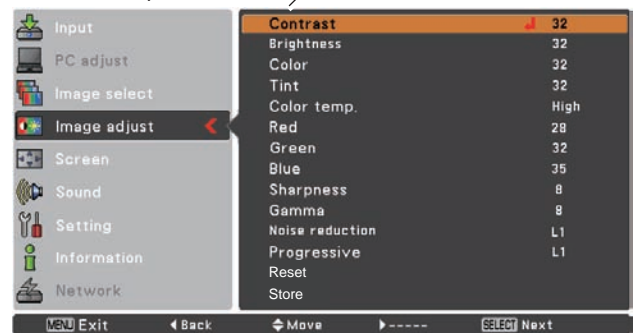 Input
PC adjust
Image select
Image adjust
Screen
Sound
Setting
Information
Network
Contrast 32
Brightness 32
Color 32
Tint 32
Color temp. High
Red 28
Green 32
Blue 35
Sharpness 8
Gamma 8
Noise reduction L1
Progressive L1
Reset
Store
MENU Exit Back Move ----- SELECT Next